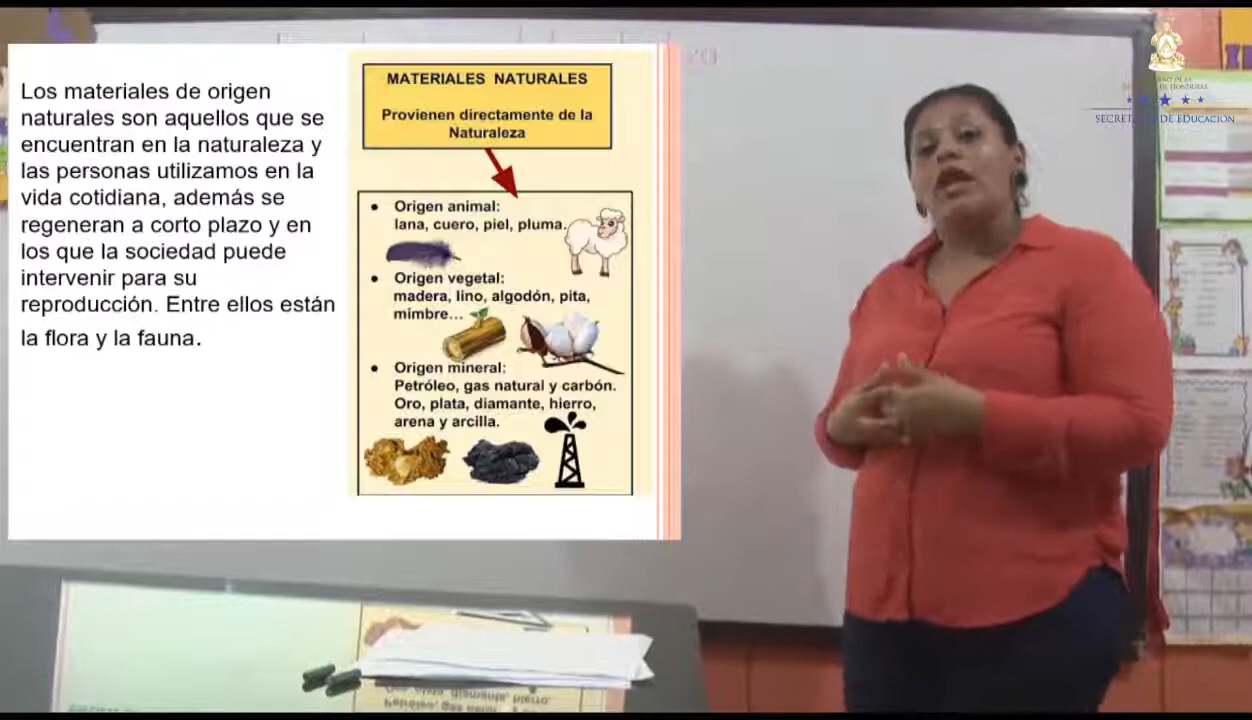 Los materiales de origen
naturales son aquellos que se
encuentran en la naturaleza y
las personas utilizamos en la
vida cotidiana, además se
regeneran a corto plazo y en
los que la sociedad puede
intervenir para su
reproducción. Entre ellos están
la flora y la fauna.
MATERIALES NATURALES
Provienen directamente de la
Naturaleza
• Origen animal:
lana, cuero, piel, pluma.
• Origen vegetal:
madera, lino, algodón, pita,
mimbre...
• Origen mineral:
Petróleo, gas natural y carbón.
Oro, plata, diamante, hierro,
arena y arcilla.
SECRETARÍA DE EDUCACIÓN